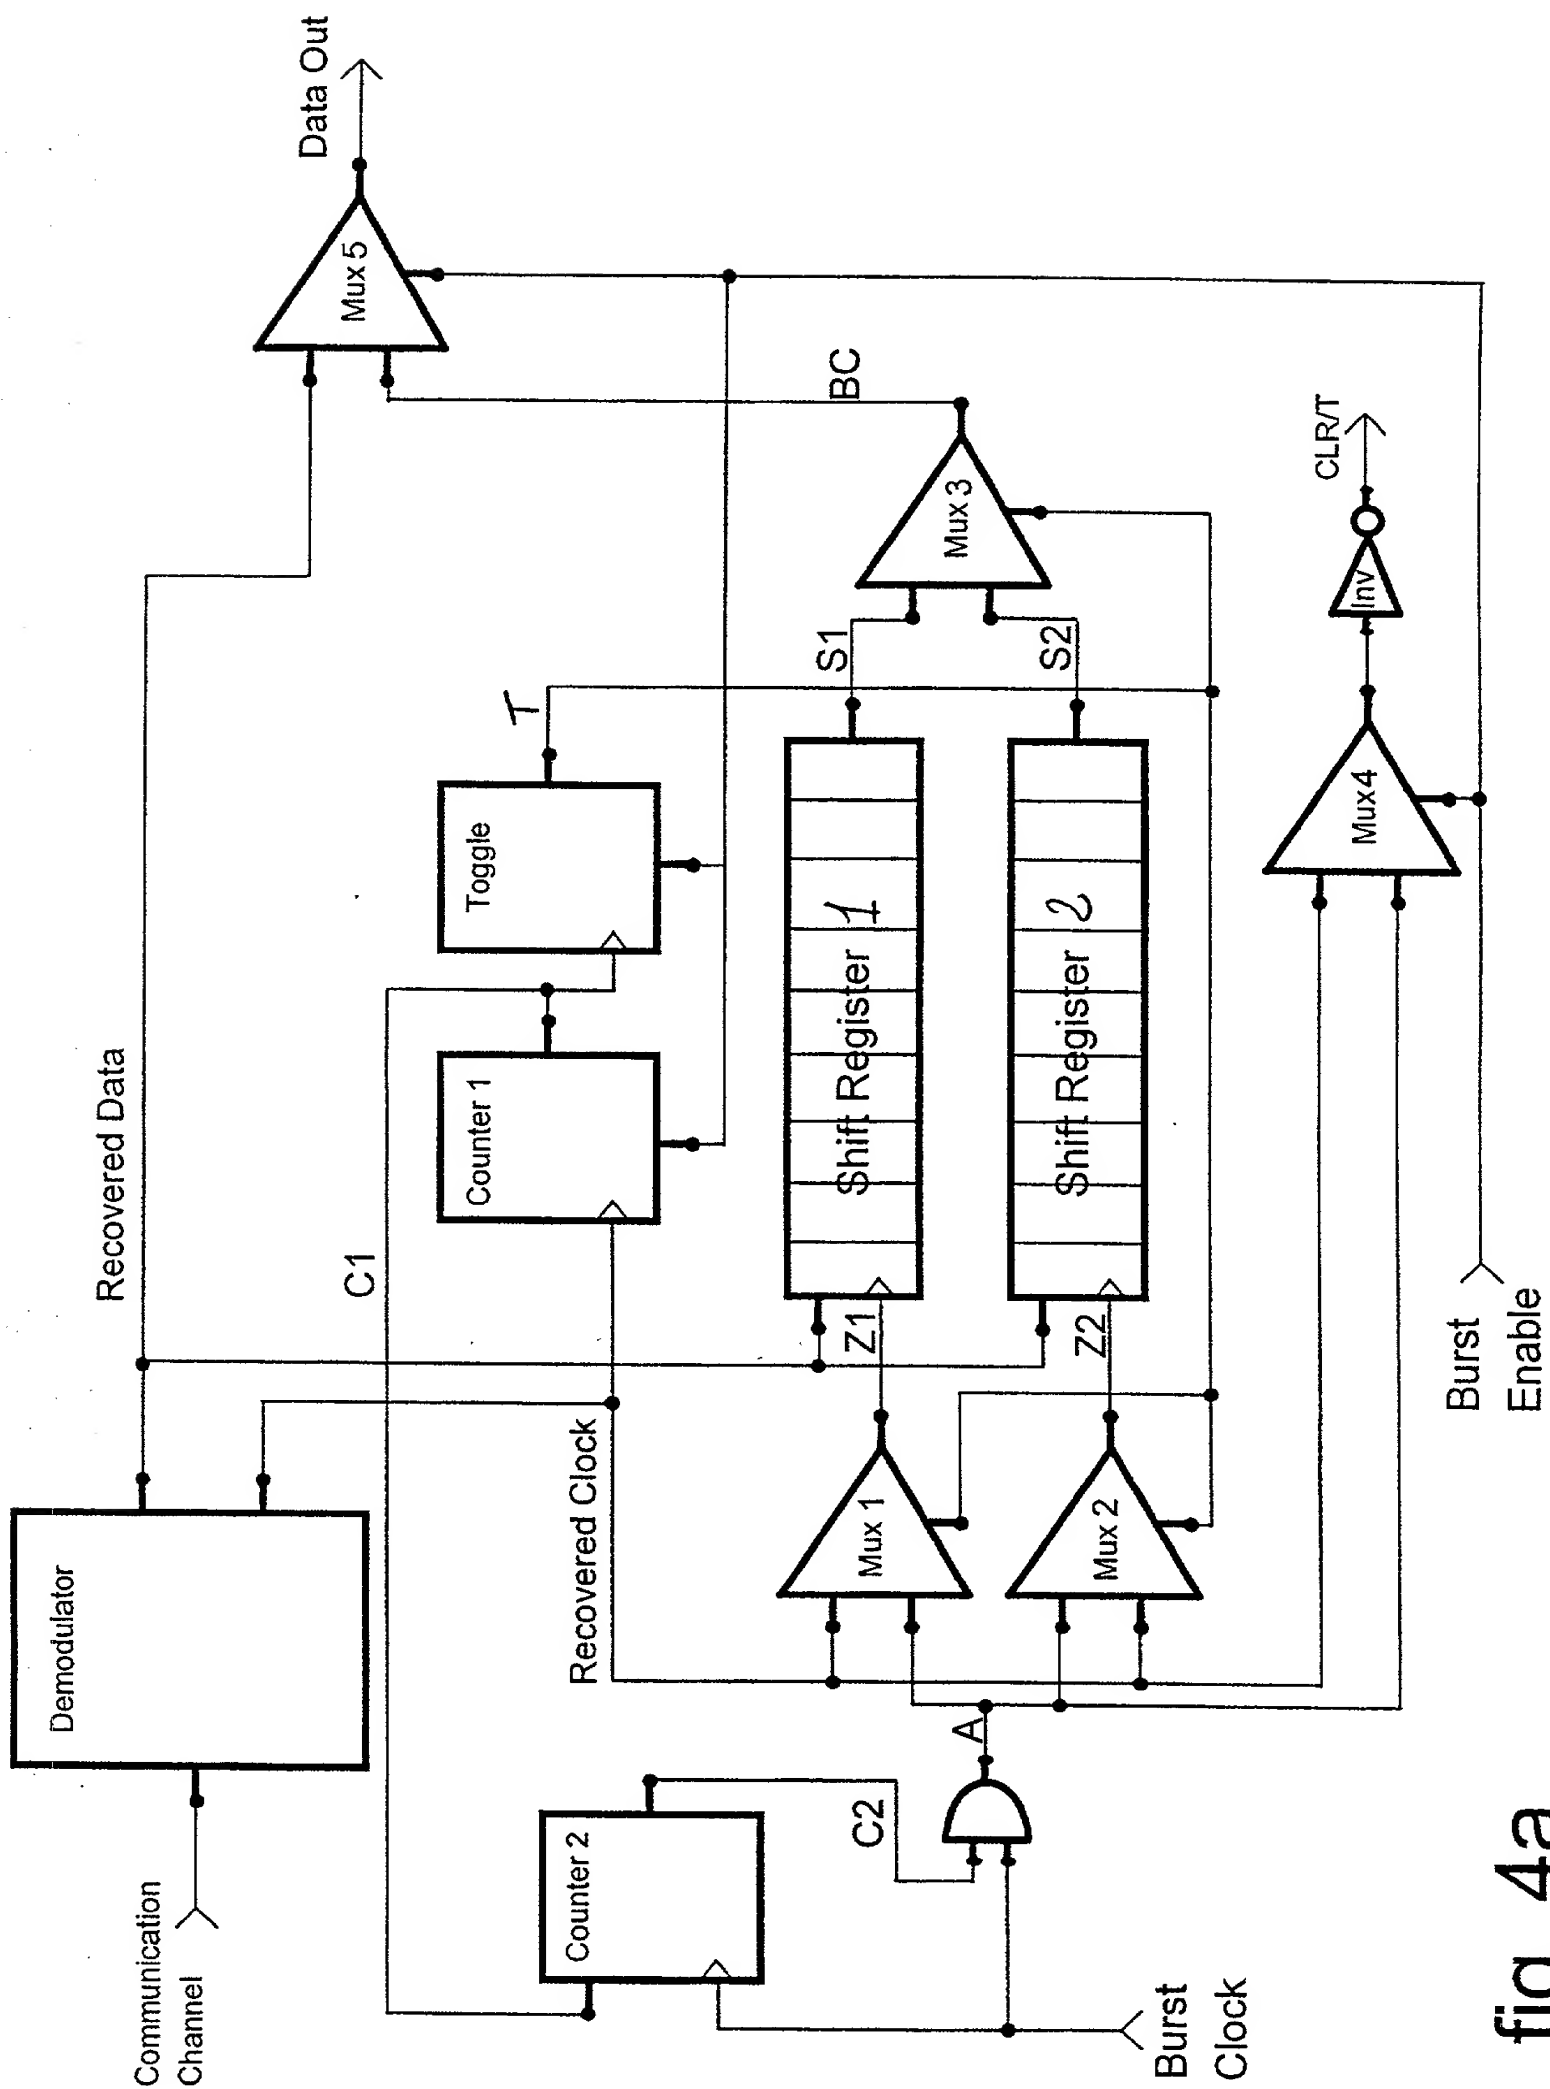 Communication
Channel
Demodulator
Recovered Data
Data Out
Mux 5
C1
Recovered Clock
Counter 1
Toggle
T
Counter 2
C2
A
Mux 1
Z1
Shift Register 1
S1
Mux 3
BC
Mux 2
Z2
Shift Register 2
S2
Burst
Clock
Mux4
Inv
CLR/T
Burst
Enable
fig 4a